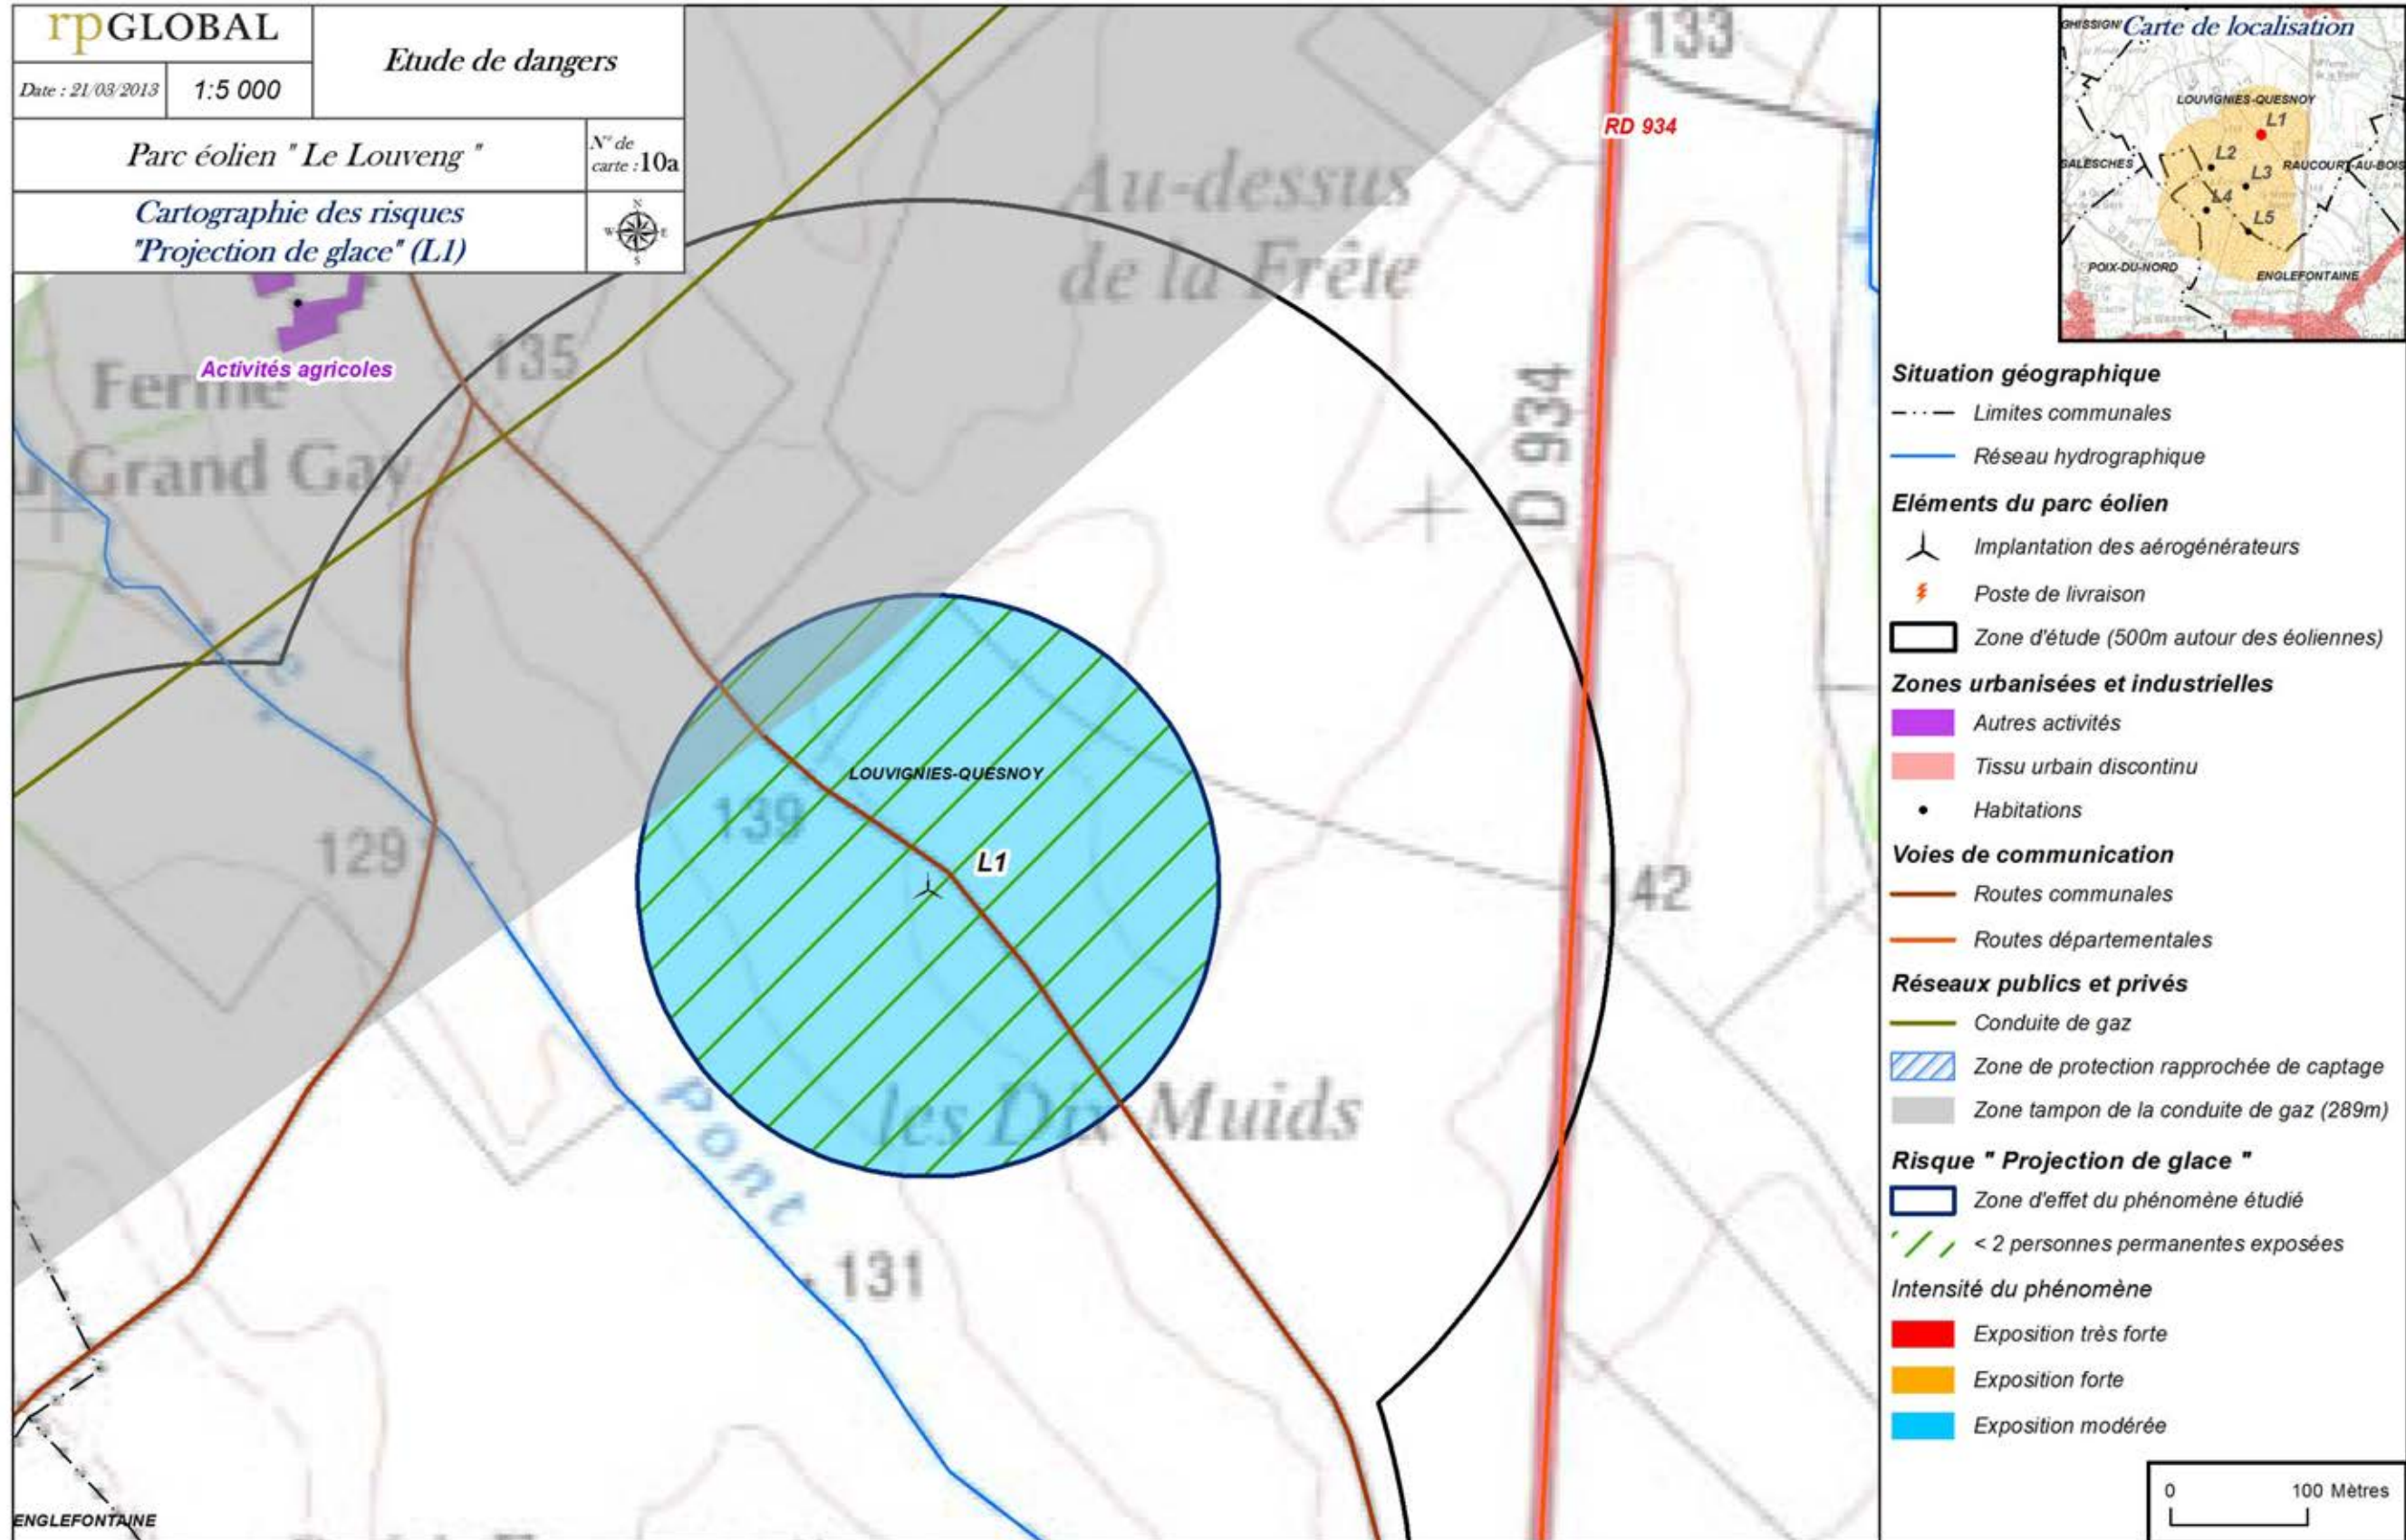 rpGLOBAL
Date : 21/03/2013
1:5 000
Etude de dangers
Parc éolien " Le Louveng "
N° de
carte : 10a
Cartographie des risques
"Projection de glace" (L1)
N
W
E
S
133
RD 934
Au-dessus
de la Frête
135
Activités agricoles
Ferme
Grand Gay
D 934
le
LOUVIGNIES-QUESNOY
139
129
L1
142
Pont
les Dix Muids
131
ENGLEFONTAINE
Carte de localisation
LOUVIGNIES-QUESNOY
L1
L2
SALESCHES
RAUCOURT-AU-BOIS
L3
L4
L5
POIX-DU-NORD
ENGLEFONTAINE
Situation géographique
Limites communales
Réseau hydrographique
Eléments du parc éolien
Implantation des aérogénérateurs
Poste de livraison
Zone d'étude (500m autour des éoliennes)
Zones urbanisées et industrielles
Autres activités
Tissu urbain discontinu
Habitations
Voies de communication
Routes communales
Routes départementales
Réseaux publics et privés
Conduite de gaz
Zone de protection rapprochée de captage
Zone tampon de la conduite de gaz (289m)
Risque " Projection de glace "
Zone d'effet du phénomène étudié
< 2 personnes permanentes exposées
Intensité du phénomène
Exposition très forte
Exposition forte
Exposition modérée
0 100 Mètres